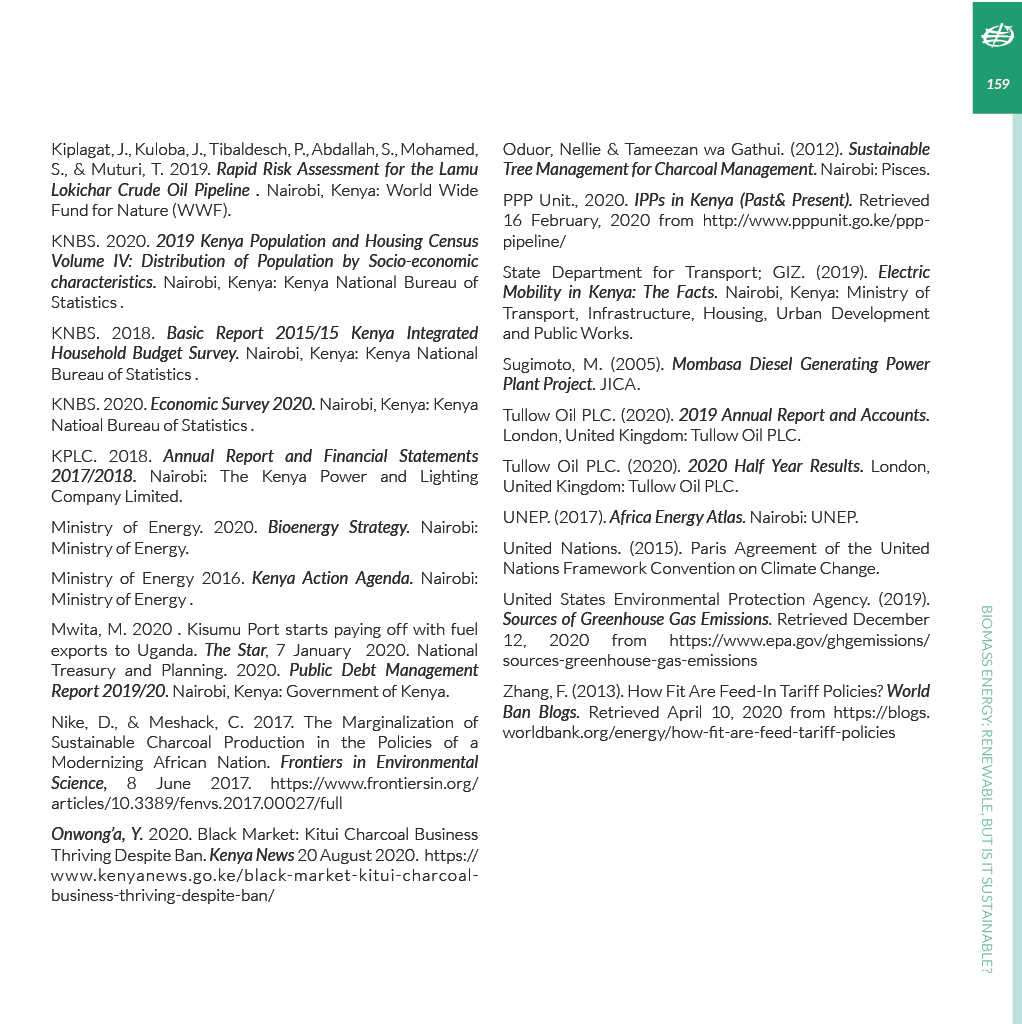 159
Kiplagat, J., Kuloba, J., Tibaldesch, P., Abdallah, S., Mohamed,
S., & Muturi, T. 2019. Rapid Risk Assessment for the Lamu
Lokichar Crude Oil Pipeline . Nairobi, Kenya: World Wide
Fund for Nature (WWF).
KNBS. 2020. 2019 Kenya Population and Housing Census
Volume IV: Distribution of Population by Socio-economic
characteristics. Nairobi, Kenya: Kenya National Bureau of
Statistics .
KNBS. 2018. Basic Report 2015/15 Kenya Integrated
Household Budget Survey. Nairobi, Kenya: Kenya National
Bureau of Statistics .
KNBS. 2020. Economic Survey 2020. Nairobi, Kenya: Kenya
Natioal Bureau of Statistics .
KPLC. 2018. Annual Report and Financial Statements
2017/2018. Nairobi: The Kenya Power and Lighting
Company Limited.
Ministry of Energy. 2020. Bioenergy Strategy. Nairobi:
Ministry of Energy.
Ministry of Energy 2016. Kenya Action Agenda. Nairobi:
Ministry of Energy .
Mwita, M. 2020 . Kisumu Port starts paying off with fuel
exports to Uganda. The Star, 7 January 2020. National
Treasury and Planning. 2020. Public Debt Management
Report 2019/20. Nairobi, Kenya: Government of Kenya.
Nike, D., & Meshack, C. 2017. The Marginalization of
Sustainable Charcoal Production in the Policies of a
Modernizing African Nation. Frontiers in Environmental
Science, 8 June 2017. https://www.frontiersin.org/
articles/10.3389/fenvs.2017.00027/full
Onwong'a, Y. 2020. Black Market: Kitui Charcoal Business
Thriving Despite Ban. Kenya News 20 August 2020. https://
www.kenyanews.go.ke/black-market-kitui-charcoal-
business-thriving-despite-ban/
Oduor, Nellie & Tameezan wa Gathui. (2012). Sustainable
Tree Management for Charcoal Management. Nairobi: Pisces.
PPP Unit., 2020. IPPs in Kenya (Past& Present). Retrieved
16 February, 2020 from http://www.pppunit.go.ke/ppp-
pipeline/
State Department for Transport; GIZ. (2019). Electric
Mobility in Kenya: The Facts. Nairobi, Kenya: Ministry of
Transport, Infrastructure, Housing, Urban Development
and Public Works.
Sugimoto, M. (2005). Mombasa Diesel Generating Power
Plant Project. JICA.
Tullow Oil PLC. (2020). 2019 Annual Report and Accounts.
London, United Kingdom: Tullow Oil PLC.
Tullow Oil PLC. (2020). 2020 Half Year Results. London,
United Kingdom: Tullow Oil PLC.
UNEP. (2017). Africa Energy Atlas. Nairobi: UNEP.
United Nations. (2015). Paris Agreement of the United
Nations Framework Convention on Climate Change.
United States Environmental Protection Agency. (2019).
Sources of Greenhouse Gas Emissions. Retrieved December
12, 2020 from https://www.epa.gov/ghgemissions/
sources-greenhouse-gas-emissions
Zhang, F. (2013). How Fit Are Feed-In Tariff Policies? World
Ban Blogs. Retrieved April 10, 2020 from https://blogs.
worldbank.org/energy/how-fit-are-feed-tariff-policies
BIOMASS ENERGY: RENEWABLE, BUT IS IT SUSTAINABLE?